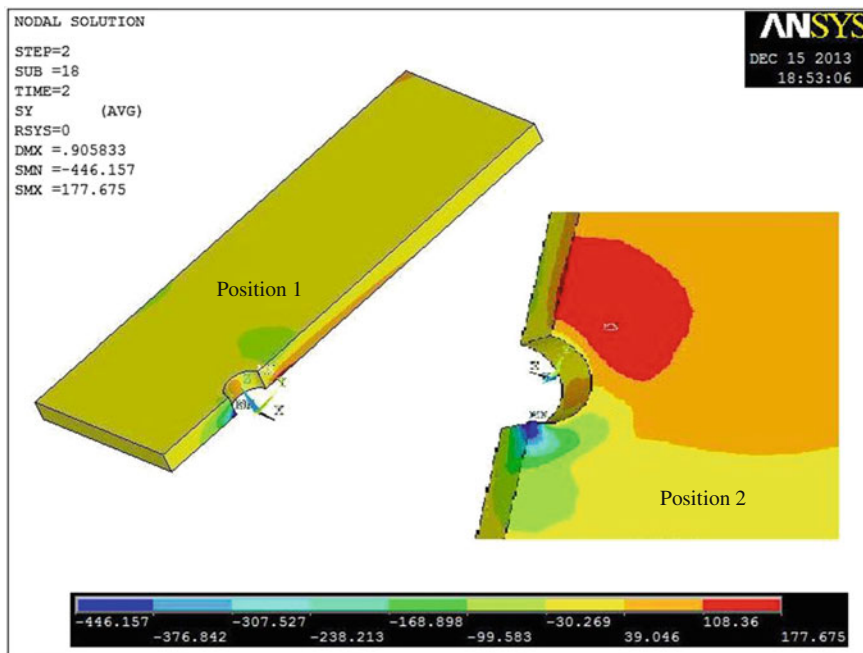 NODAL SOLUTION
STEP=2
SUB =18
TIME=2
SY (AVG)
RSYS=0
DMX =.905833
SMN =-446.157
SMX =177.675
ANSYS
DEC 15 2013
18:53:06
Position 1
X
Position 2
-446.157 -307.527 -168.898 -30.269 108.36
-376.842 -238.213 -99.583 39.046 177.675